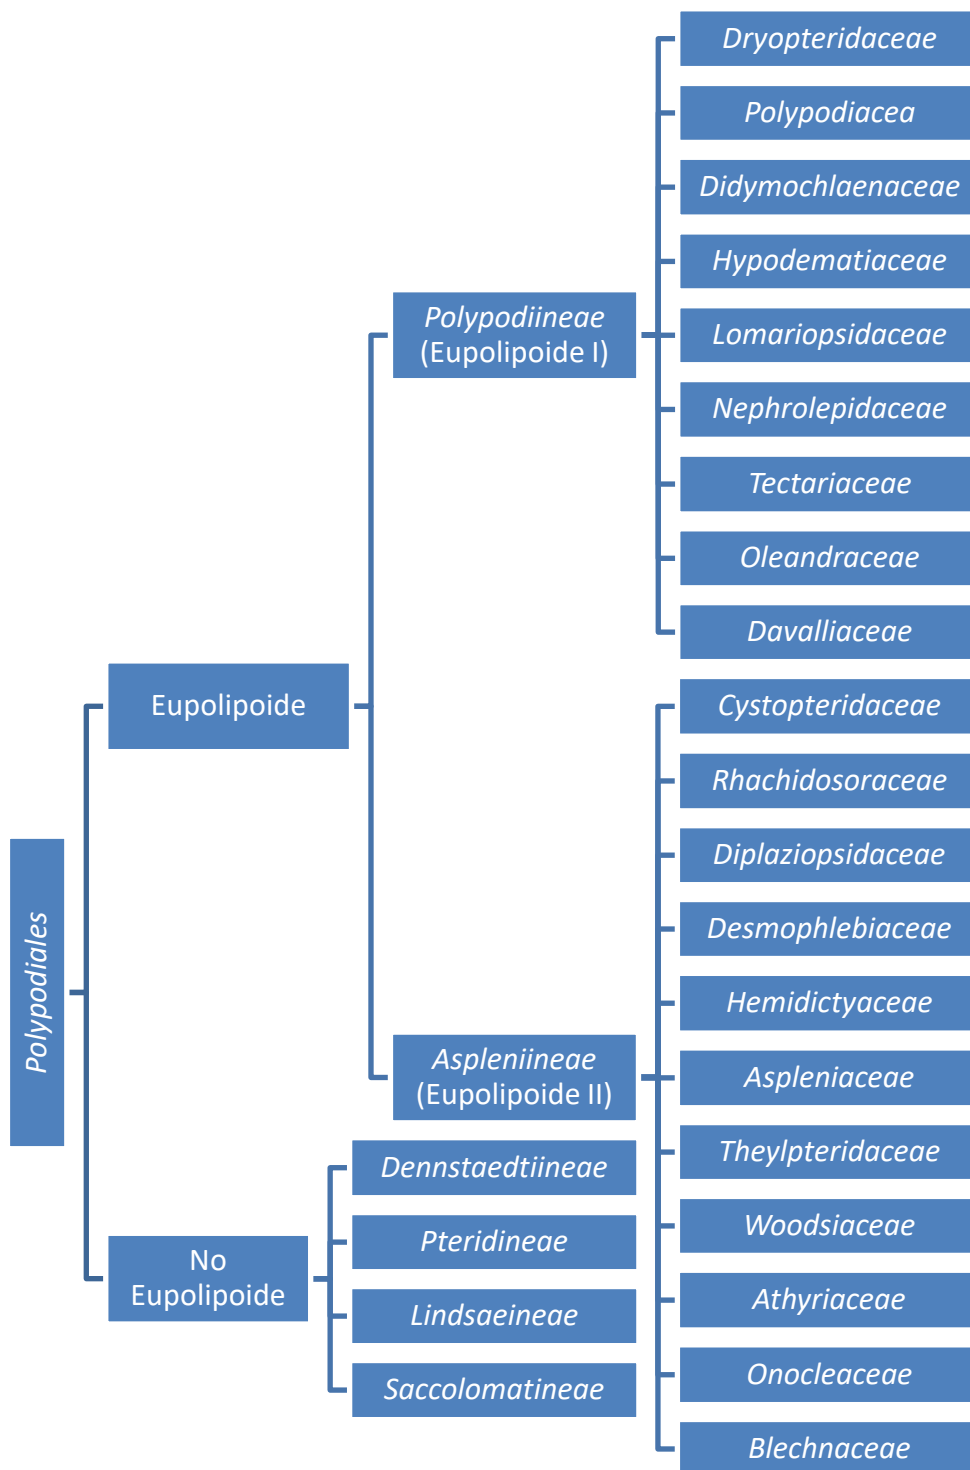 Polypodiales
Eupolipoide
Polypodiineae
(Eupolipoide I)
Dryopteridaceae
Polypodiacea
Didymochlaenaceae
Hypodematiaceae
Lomariopsidaceae
Nephrolepidaceae
Tectariaceae
Oleandraceae
Davalliaceae
Aspleniineae
(Eupolipoide II)
Cystopteridaceae
Rhachidosoraceae
Diplaziopsidaceae
Desmophlebiaceae
Hemidictyaceae
Aspleniaceae
Theylpteridaceae
Woodsiaceae
Athyriaceae
Onocleaceae
Blechnaceae
No
Eupolipoide
Dennstaedtiineae
Pteridineae
Lindsaeineae
Saccolomatineae